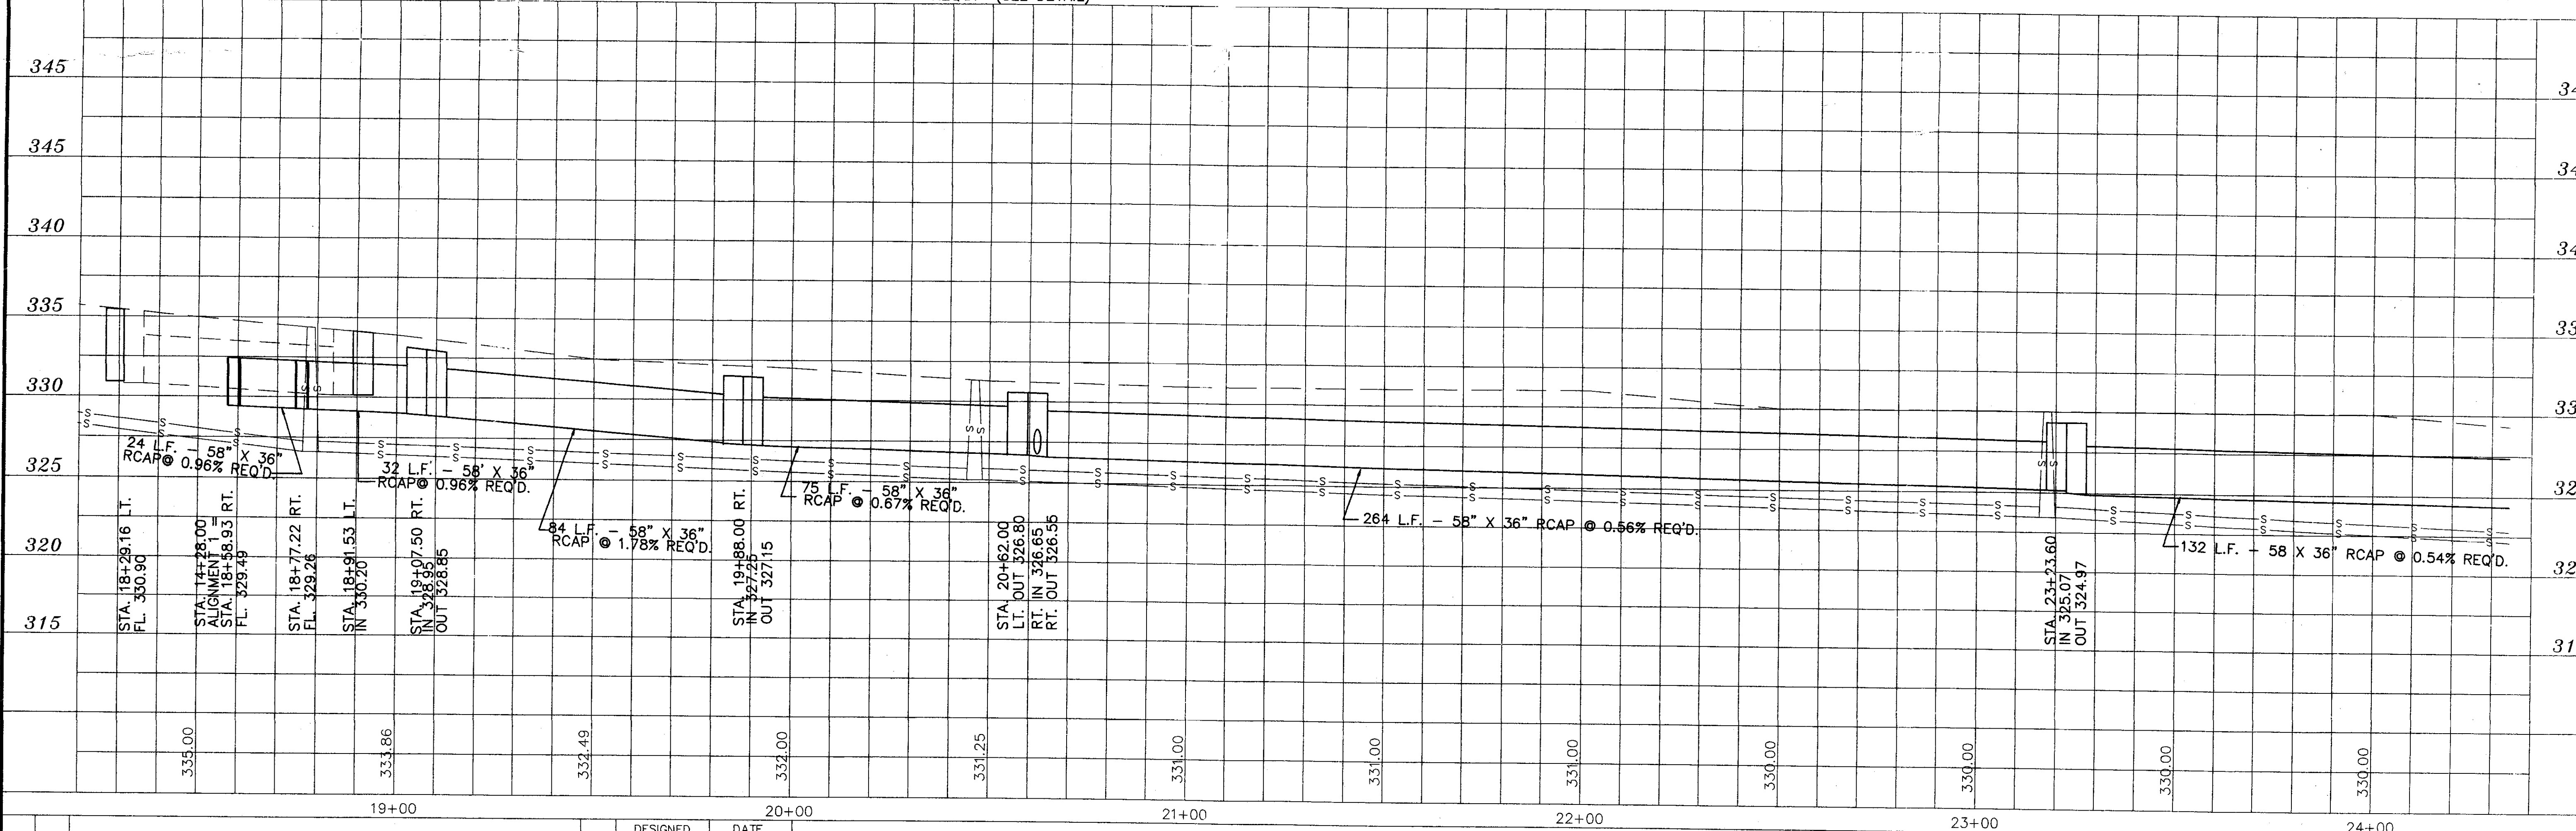 345
345
340
335
330
325
320
315
24 L.F. - 58" X 36"
RCAP@ 0.96% REQ'D.
32 L.F. - 58' X 36"
RCAP@ 0.96% REQ'D.
84 L.F. - 58" X 36"
RCAP @ 1.78% REQ'D.
75 L.F. - 58" X 36"
RCAP @ 0.67% REQ'D.
264 L.F. - 58" X 36" RCAP @ 0.56% REQ'D.
132 L.F. - 58 X 36" RCAP @ 0.54% REQ'D.
STA. 18+29.16 LT.
FL. 330.90
STA. 14+28.00
ALIGNMENT 1 =
STA. 18+58.93 RT.
FL. 329.49
STA. 18+77.22 RT.
FL. 329.26
STA. 18+91.53 LT.
IN 330.20
STA. 19+07.50 RT.
IN 328.95
OUT 328.85
STA. 19+88.00 RT.
IN 327.25
OUT 327.15
STA. 20+62.00
LT. OUT 326.80
RT. IN 326.65
RT. OUT 326.55
STA. 23+23.60
IN 325.07
OUT 324.97
335.00
333.86
332.49
332.00
331.25
331.00
331.00
331.00
330.00
330.00
330.00
330.00
19+00
20+00
21+00
22+00
23+00
24+00
DESIGNED
DATE